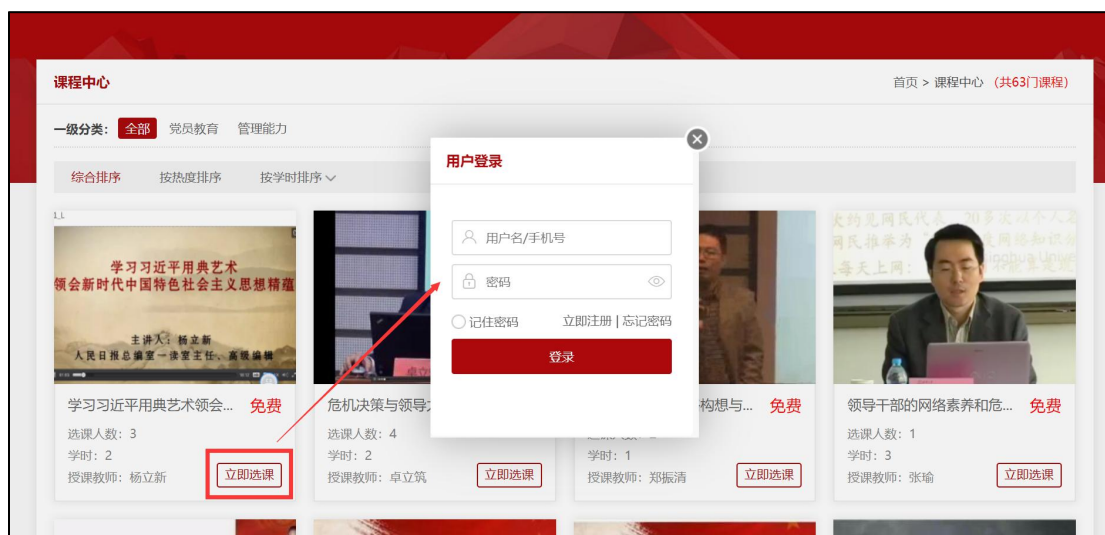 课程中心
首页 > 课程中心 (共63门课程)
一级分类: 全部 党员教育 管理能力
综合排序 按热度排序 按学时排序
用户登录
用户名/手机号
密码
记住密码 立即注册 | 忘记密码
登录
学习习近平用典艺术
领会新时代中国特色社会主义思想精蕴
主讲人: 杨立新
人民日报总编室一读室主任、高级编辑
学习习近平用典艺术领会... 免费
选课人数: 3
学时: 2
授课教师: 杨立新 立即选课
危机决策与领导
选课人数: 4
学时: 2
授课教师: 卓立筑 立即选课
构想与... 免费
学时: 1
授课教师: 郑振清 立即选课
每天上网:
领导干部的网络素养和危... 免费
选课人数: 1
学时: 3
授课教师: 张瑜 立即选课